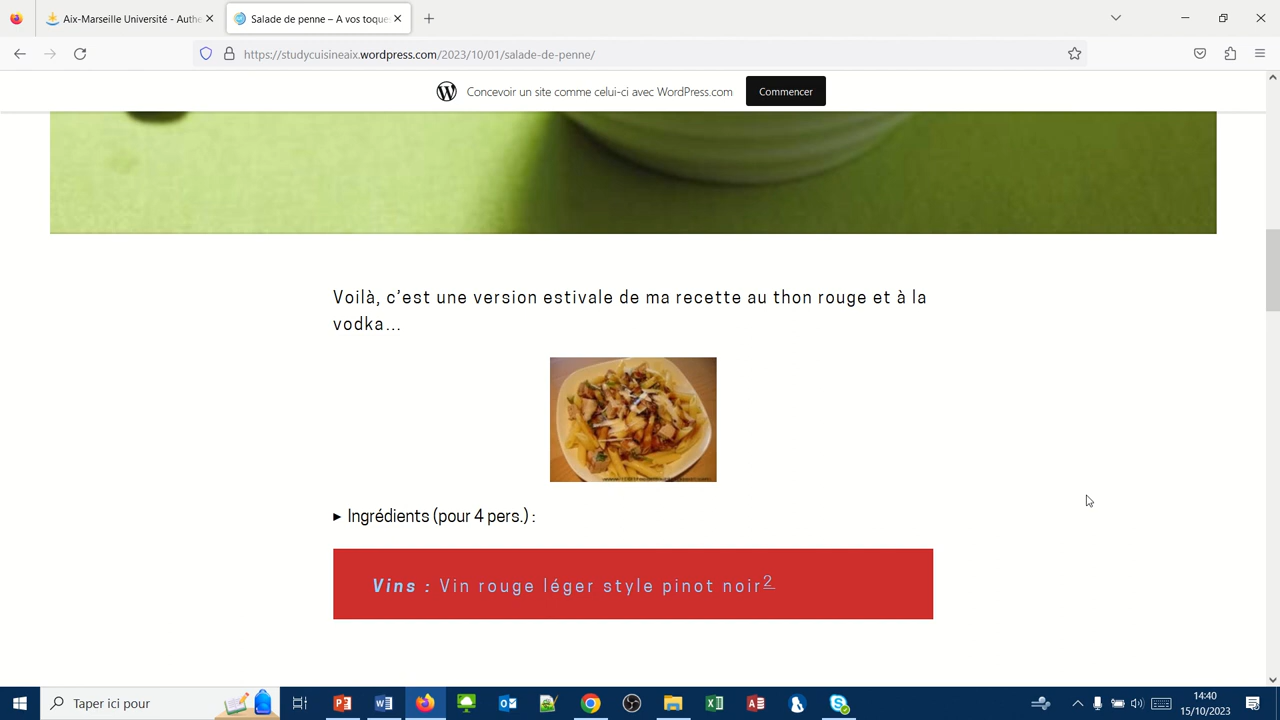 Aix-Marseille Université - Authe
Salade de penne – A vos toque
https://studycuisineaix.wordpress.com/2023/10/01/salade-de-penne/
Concevoir un site comme celui-ci avec WordPress.com
Commencer
Voilà, c’est une version estivale de ma recette au thon rouge et à la
vodka…
▸ Ingrédients (pour 4 pers.) :
Vins : Vin rouge léger style pinot noir2
Taper ici pour
14:40
15/10/2023